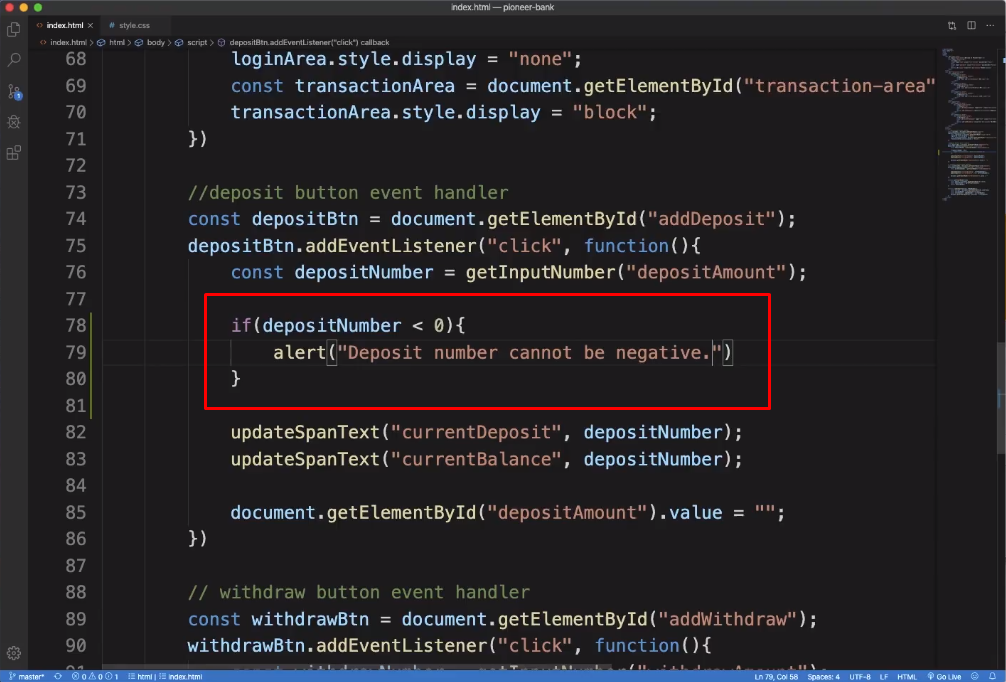 index.html — pioneer-bank
index.html × # style.css
index.html > html > body > script > depositBtn.addEventListener("click") callback
68 loginArea.style.display = "none";
69 const transactionArea = document.getElementById("transaction-area"
70 transactionArea.style.display = "block";
71 })
72
73 //deposit button event handler
74 const depositBtn = document.getElementById("addDeposit");
75 depositBtn.addEventListener("click", function(){
76 const depositNumber = getInputNumber("depositAmount");
77
78 if(depositNumber < 0){
79 alert("Deposit number cannot be negative.")
80 }
81
82 updateSpanText("currentDeposit", depositNumber);
83 updateSpanText("currentBalance", depositNumber);
84
85 document.getElementById("depositAmount").value = "";
86 })
87
88 // withdraw button event handler
89 const withdrawBtn = document.getElementById("addWithdraw");
90 withdrawBtn.addEventListener("click", function(){
master* 0 0 1 html index.html Ln 79, Col 58 Spaces: 4 UTF-8 LF HTML Go Live